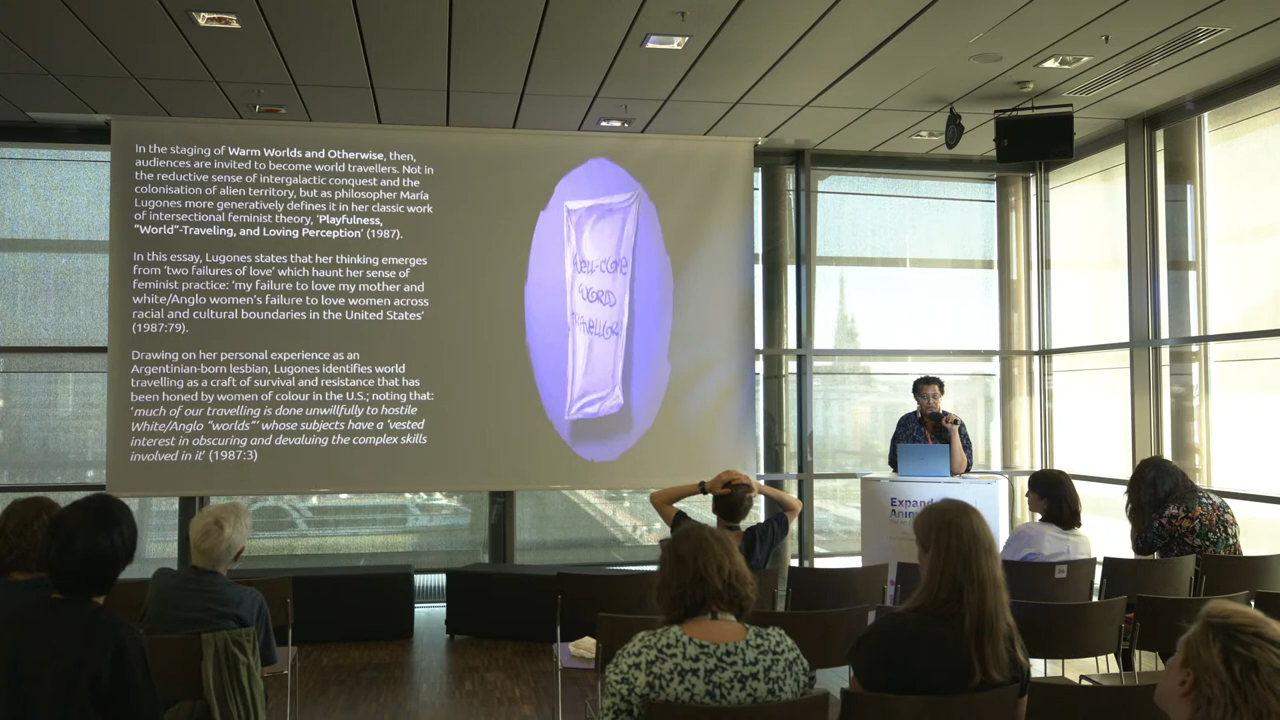 In the staging of Warm Worlds and Otherwise, then,
audiences are invited to become world travellers. Not in
the reductive sense of intergalactic conquest and the
colonisation of alien territory, but as philosopher María
Lugones more generatively defines it in her classic work
of intersectional feminist theory, ‘Playfulness,
“World”-Traveling, and Loving Perception’ (1987).
In this essay, Lugones states that her thinking emerges
from ‘two failures of love’ which haunt her sense of
feminist practice: ‘my failure to love my mother and
white/Anglo women’s failure to love women across
racial and cultural boundaries in the United States’
(1987:79).
Drawing on her personal experience as an
Argentinian-born lesbian, Lugones identifies world
travelling as a craft of survival and resistance that has
been honed by women of colour in the U.S.; noting that:
‘much of our travelling is done unwillfully to hostile
White/Anglo “worlds”’ whose subjects have a ‘vested
interest in obscuring and devaluing the complex skills
involved in it’ (1987:3)
WELL-COME
WORLD
TRAVELLOR
Expand
Anim